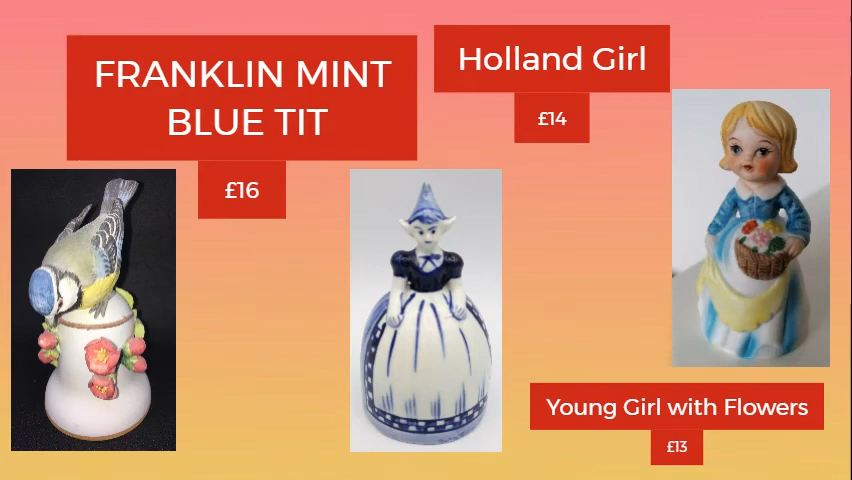 FRANKLIN MINT
BLUE TIT
£16
Holland Girl
£14
Young Girl with Flowers
£13